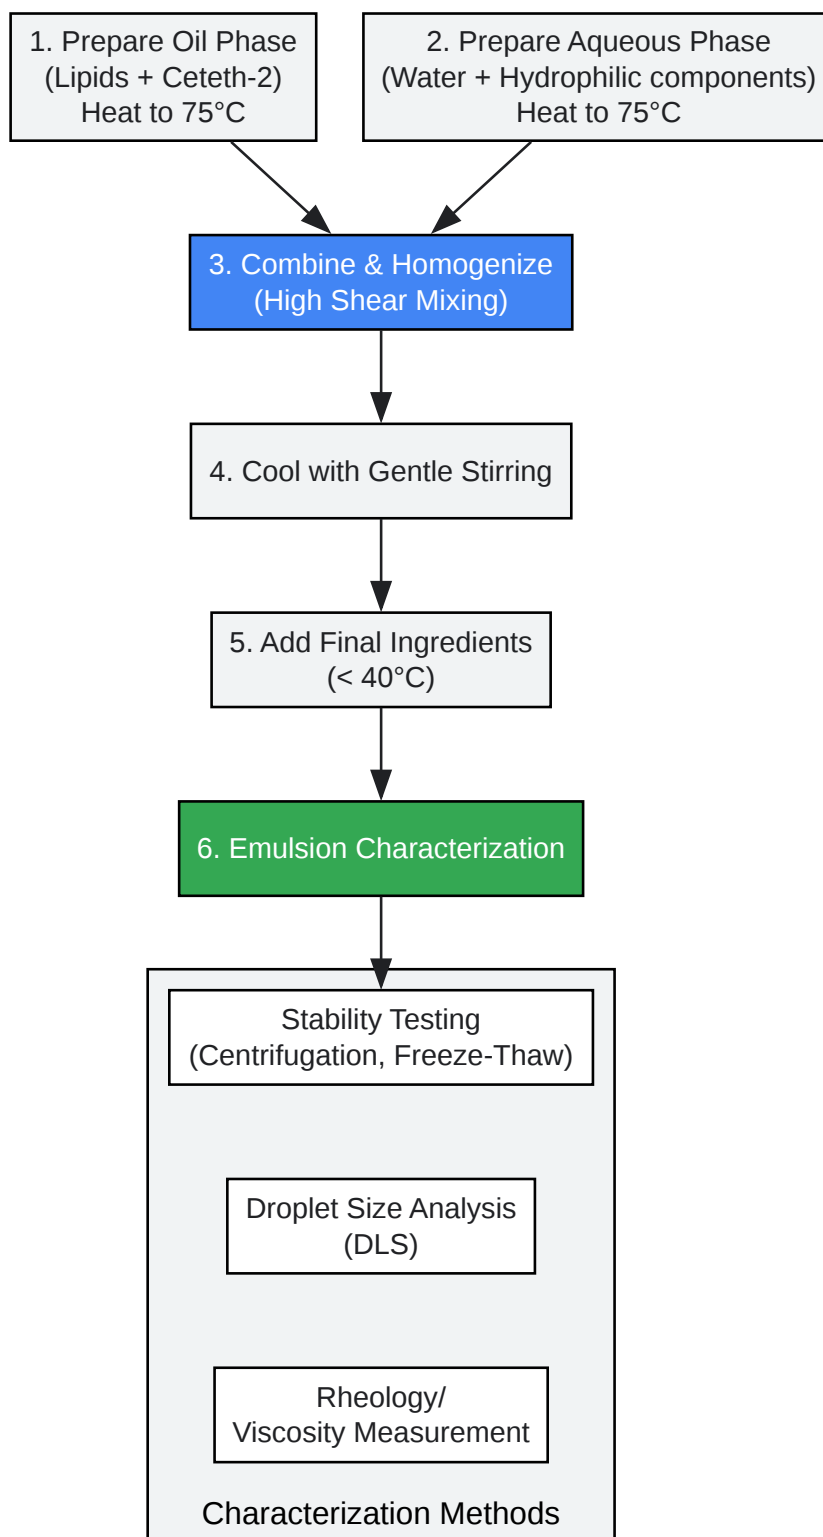 1. Prepare Oil Phase
(Lipids + Ceteth-2)
Heat to 75°C
2. Prepare Aqueous Phase
(Water + Hydrophilic components)
Heat to 75°C
3. Combine & Homogenize
(High Shear Mixing)
4. Cool with Gentle Stirring
5. Add Final Ingredients
(< 40°C)
6. Emulsion Characterization
Stability Testing
(Centrifugation, Freeze-Thaw)
Droplet Size Analysis
(DLS)
Rheology/
Viscosity Measurement
Characterization Methods